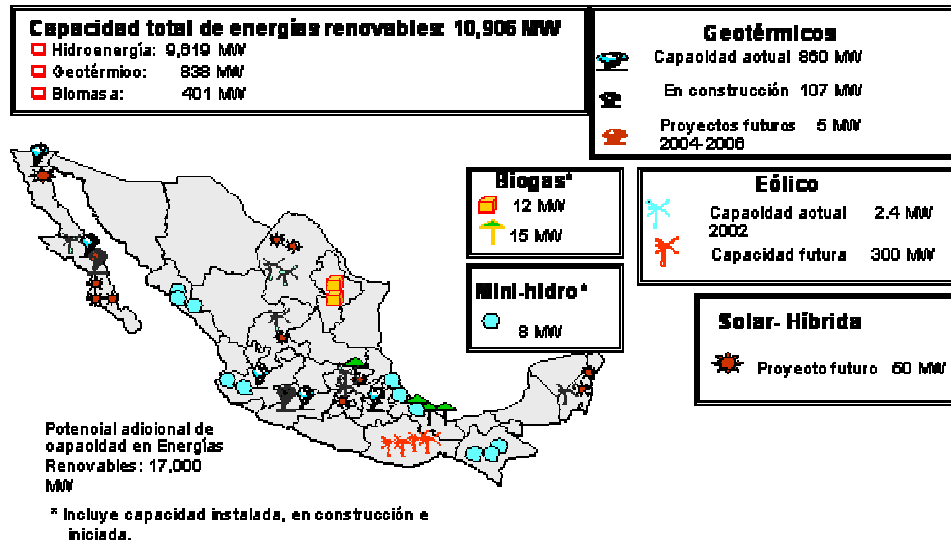 Capacidad total de energías renovables: 10,906 MW
Hidroenergía: 9,619 MW
Geotérmico: 838 MW
Biomasa: 401 MW
Geotérmicos
Capacidad actual 860 MW
En construcción 107 MW
Proyectos futuros 5 MW
2004-2006
Biogas*
12 MW
15 MW
Eólico
Capacidad actual 2.4 MW
2002
Capacidad futura 300 MW
Mini-hidro*
8 MW
Solar- Híbrida
Proyecto futuro 50 MW
Potencial adicional de
capacidad en Energías
Renovables: 17,000
MW
* Incluye capacidad instalada, en construcción e
iniciada.